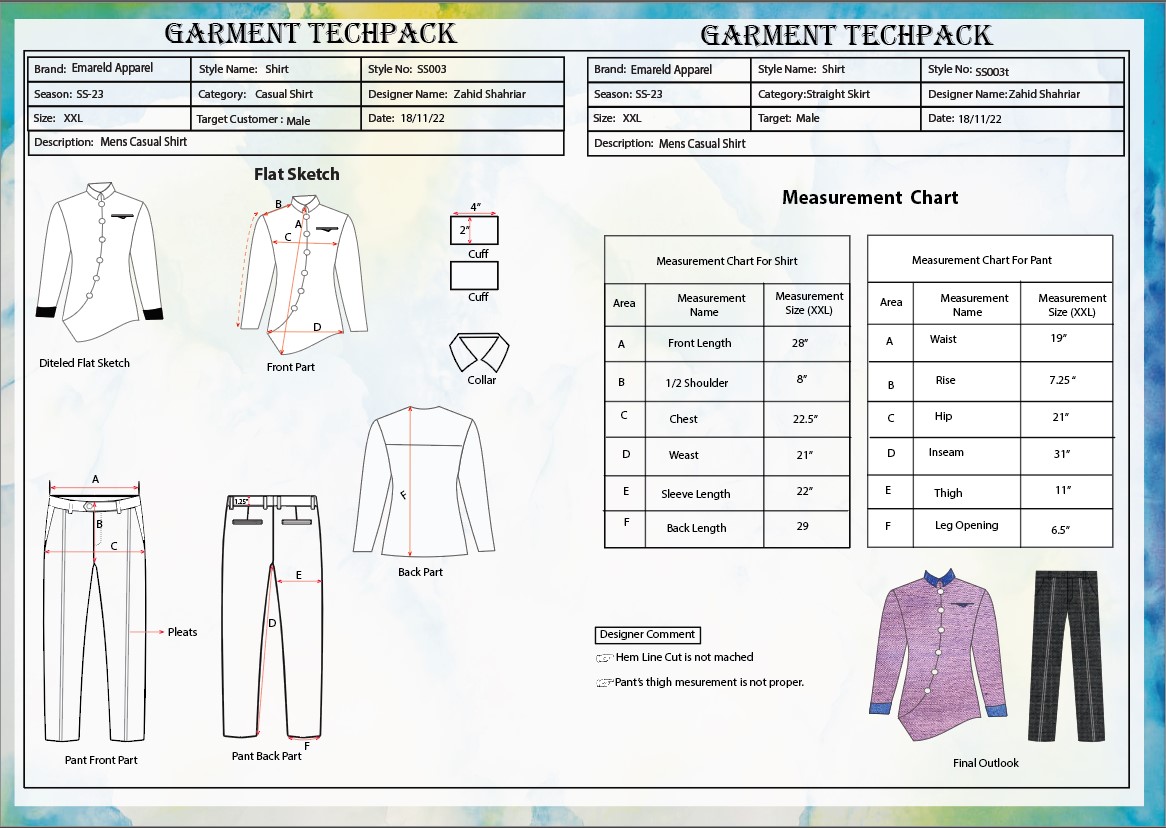 GARMENT TECHPACK
Brand: Emareld Apparel
Style Name: Shirt
Style No: SS003
Season: SS-23
Category: Casual Shirt
Designer Name: Zahid Shahriar
Size: XXL
Target Customer : Male
Date: 18/11/22
Description: Mens Casual Shirt
Flat Sketch
Diteled Flat Sketch
B
A
C
D
Front Part
4”
2”
Cuff
Cuff
Collar
F
Back Part
A
B
C
Pleats
Pant Front Part
1.25”
E
D
F
Pant Back Part
GARMENT TECHPACK
Brand: Emareld Apparel
Style Name: Shirt
Style No: SS003t
Season: SS-23
Category:Straight Skirt
Designer Name:Zahid Shahriar
Size: XXL
Target: Male
Date: 18/11/22
Description: Mens Casual Shirt
Measurement Chart
Measurement Chart For Shirt
Area
Measurement
Name
Measurement
Size (XXL)
A
Front Length
28”
B
1/2 Shoulder
8”
C
Chest
22.5”
D
Weast
21”
E
Sleeve Length
22”
F
Back Length
29
Measurement Chart For Pant
Area
Measurement
Name
Measurement
Size (XXL)
A
Waist
19”
B
Rise
7.25 “
C
Hip
21”
D
Inseam
31”
E
Thigh
11”
F
Leg Opening
6.5”
Designer Comment
Hem Line Cut is not mached
Pant’s thigh mesurement is not proper.
Final Outlook